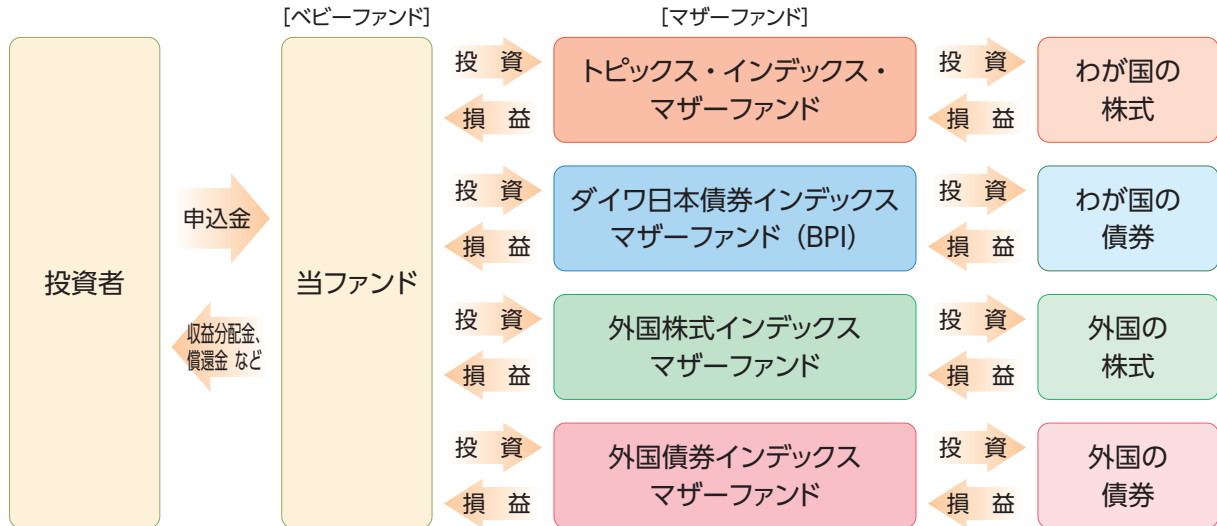 [ベビーファンド]
[マザーファンド]
投資者
申込金
収益分配金、
償還金 など
当ファンド
投 資
損 益
トピックス・インデックス・
マザーファンド
投 資
損 益
わが国の
株式
投 資
損 益
ダイワ日本債券インデックス
マザーファンド（BPI）
投 資
損 益
わが国の
債券
投 資
損 益
外国株式インデックス
マザーファンド
投 資
損 益
外国の
株式
投 資
損 益
外国債券インデックス
マザーファンド
投 資
損 益
外国の
債券